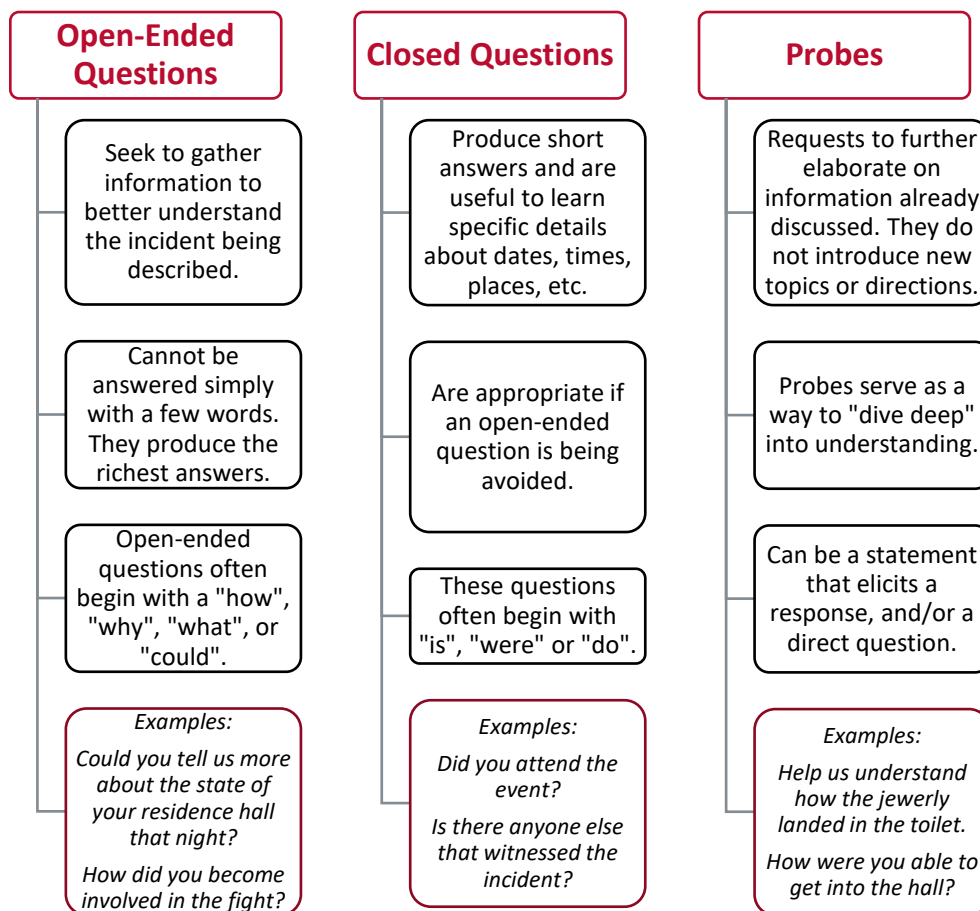 Open-Ended
Questions
Seek to gather
information to
better understand
the incident being
described.
Cannot be
answered simply
with a few words.
They produce the
richest answers.
Open-ended
questions often
begin with a "how",
"why", "what", or
"could".
Examples:
Could you tell us more
about the state of
your residence hall
that night?
How did you become
involved in the fight?
Closed Questions
Produce short
answers and are
useful to learn
specific details
about dates, times,
places, etc.
Are appropriate if
an open-ended
question is being
avoided.
These questions
often begin with
"is", "were" or "do".
Examples:
Did you attend the
event?
Is there anyone else
that witnessed the
incident?
Probes
Requests to further
elaborate on
information already
discussed. They do
not introduce new
topics or directions.
Probes serve as a
way to "dive deep"
into understanding.
Can be a statement
that elicits a
response, and/or a
direct question.
Examples:
Help us understand
how the jewerly
landed in the toilet.
How were you able to
get into the hall?